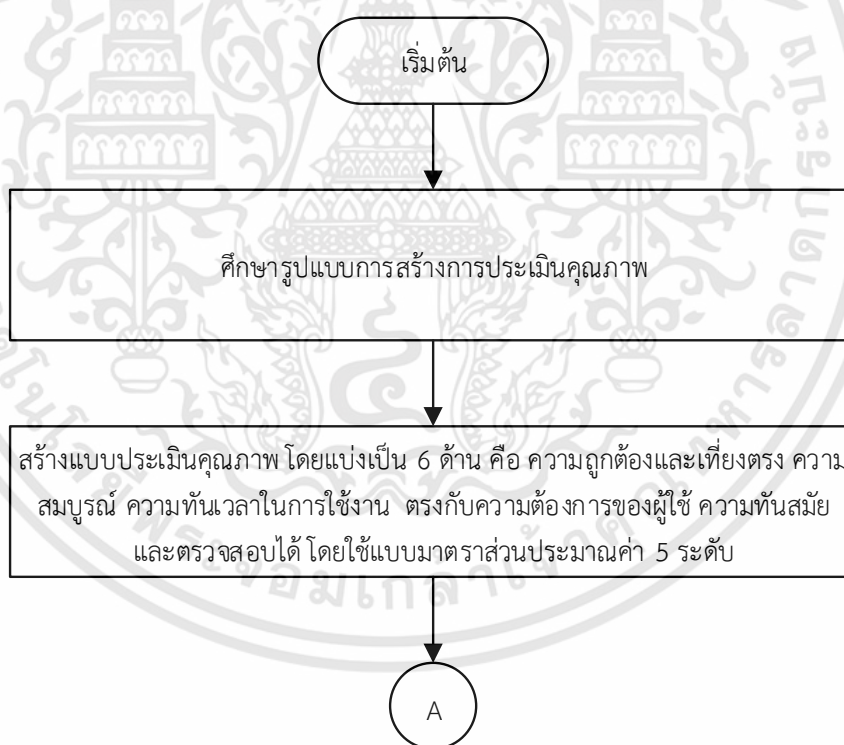 เริ่มต้น
ศึกษารูปแบบการสร้างการประเมินคุณภาพ
สร้างแบบประเมินคุณภาพ โดยแบ่งเป็น 6 ด้าน คือ ความถูกต้องและเที่ยงตรง ความ
สมบูรณ์ ความทันเวลาในการใช้งาน ตรงกับความต้องการของผู้ใช้ ความทันสมัย
และตรวจสอบได้ โดยใช้แบบมาตราส่วนประมาณค่า 5 ระดับ
A